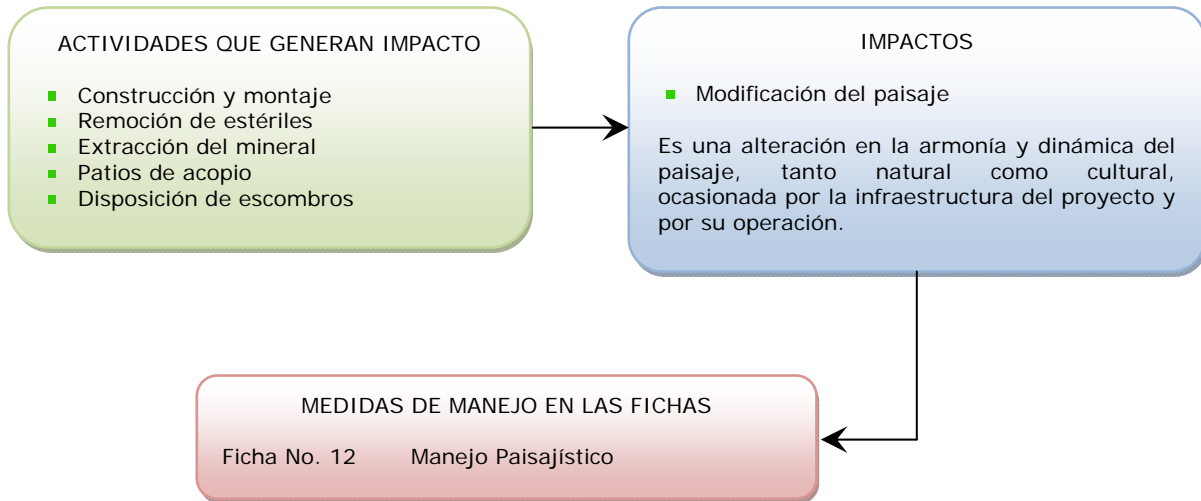 ACTIVIDADES QUE GENERAN IMPACTO
Construcción y montaje
Remoción de estériles
Extracción del mineral
Patios de acopio
Disposición de escombros
IMPACTOS
Modificación del paisaje
Es una alteración en la armonía y dinámica del
paisaje, tanto natural como cultural,
ocasionada por la infraestructura del proyecto y
por su operación.
MEDIDAS DE MANEJO EN LAS FICHAS
Ficha No. 12 Manejo Paisajístico